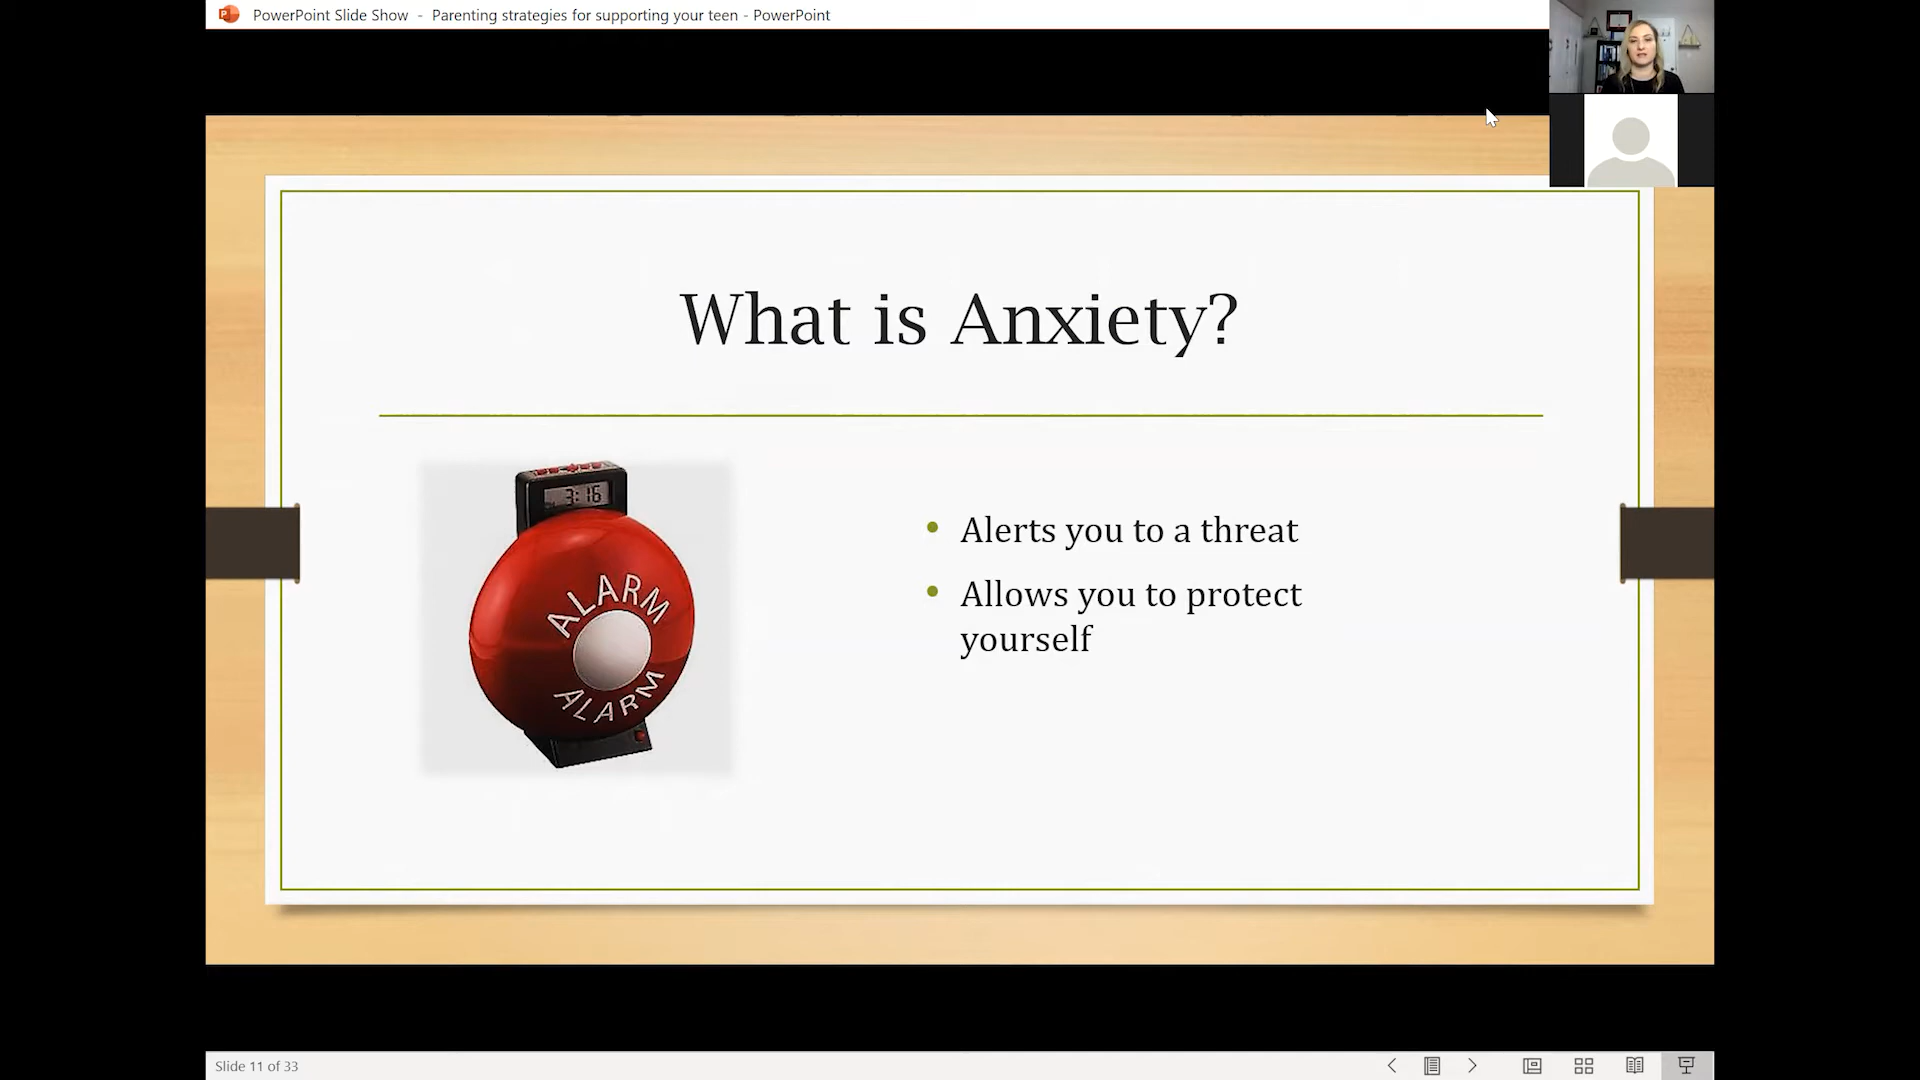 PowerPoint Slide Show - Parenting strategies for supporting your teen - PowerPoint
What is Anxiety?
3:16
ALARM
ALARM
• Alerts you to a threat
• Allows you to protect
yourself
Slide 11 of 33